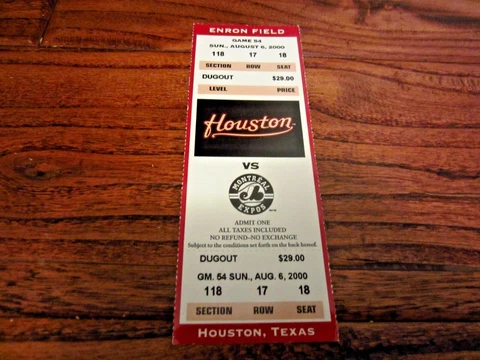 ENRON FIELD
GAME 54
SUN., AUGUST 6, 2000
118 17 18
SECTION ROW SEAT
DUGOUT $29.00
LEVEL PRICE
Houston
VS
MONTREAL
EXPOS
ADMIT ONE
ALL TAXES INCLUDED
NO REFUND-NO EXCHANGE
Subject to the conditions set forth on the back hereof.
DUGOUT $29.00
GM. 54 SUN., AUG. 6, 2000
118 17 18
SECTION ROW SEAT
HOUSTON, TEXAS